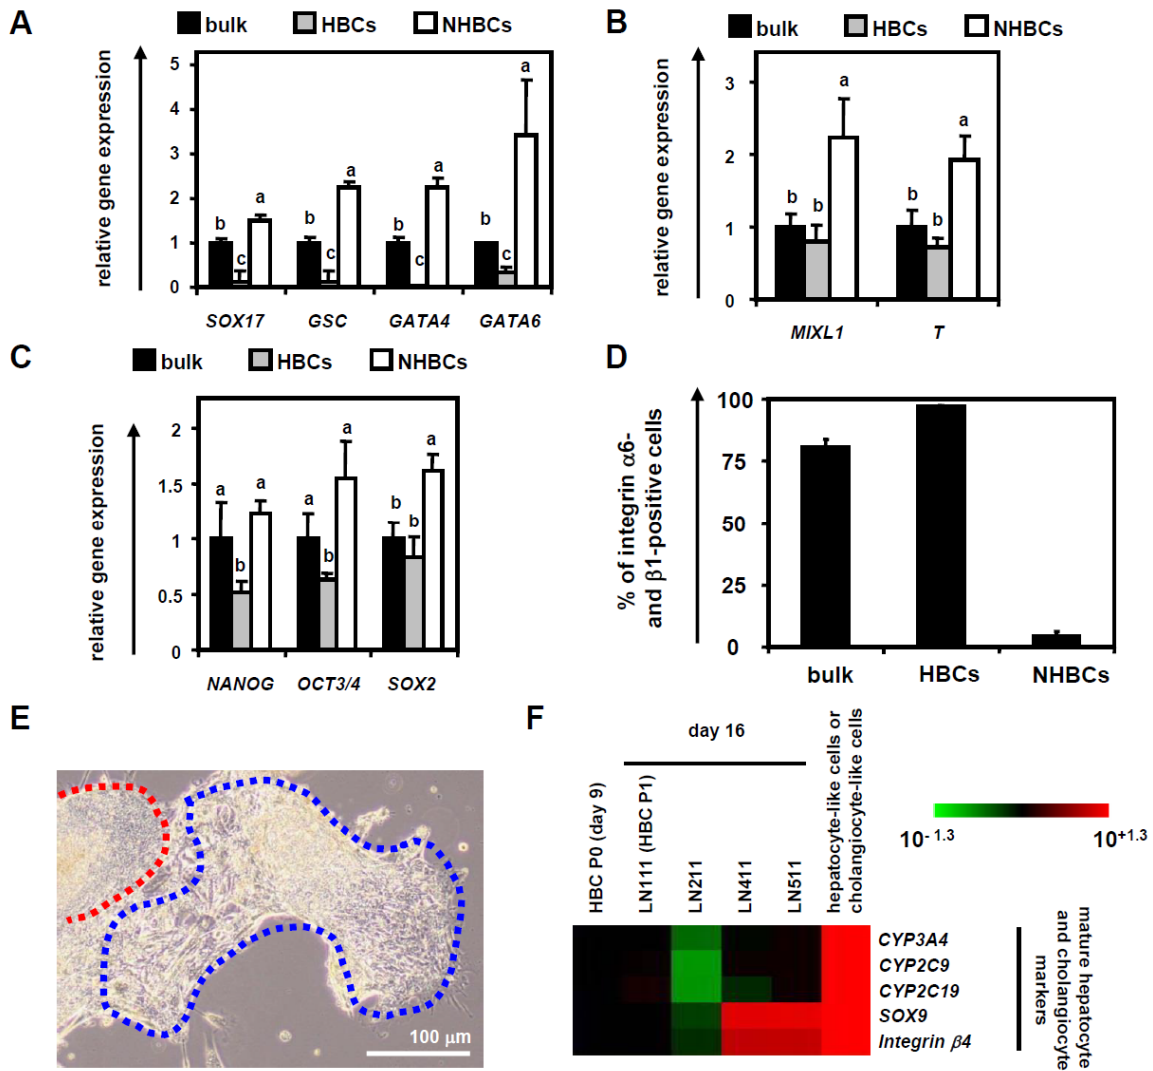 A
bulk HBCs NHBCs
relative gene expression
5
4
3
2
1
0
b c a b c a b c a b c a
SOX17 GSC GATA4 GATA6
B
bulk HBCs NHBCs
relative gene expression
3
2
1
0
b b a b b a
MIXL1 T
C
bulk HBCs NHBCs
relative gene expression
2
1.5
1
0.5
0
a b a a b a b b a
NANOG OCT3/4 SOX2
D
% of integrin α6-
and β1-positive cells
100
75
50
25
0
bulk HBCs NHBCs
E
100 μm
F
day 16
HBC P0 (day 9)
LN111 (HBC P1)
LN211
LN411
LN511
hepatocyte-like cells or
cholangiocyte-like cells
10^- 1.3 10^+1.3
CYP3A4
CYP2C9
CYP2C19
SOX9
Integrin β4
mature hepatocyte
and cholangiocyte
markers